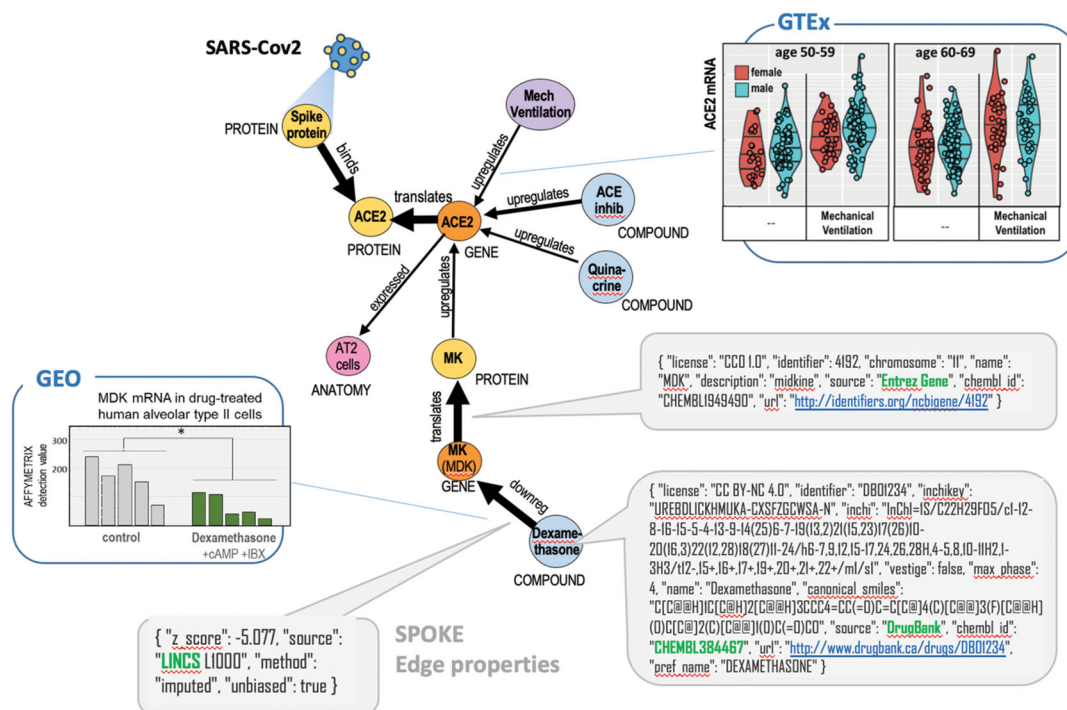 SARS-Cov2
Spike
protein
PROTEIN
binds
Mech
Ventilation
upregulates
translates
ACE2
PROTEIN
ACE2
GENE
upregulates
ACE
inhib
COMPOUND
upregulates
Quina-
crine
COMPOUND
expressed
upregulates
AT2
cells
ANATOMY
MK
PROTEIN
translates
MK
(MDK)
GENE
downreg
Dexame-
thasone
COMPOUND
GTEx
age 50-59
age 60-69
female
male
ACE2 mRNA
--
Mechanical
Ventilation
--
Mechanical
Ventilation
GEO
MDK mRNA in drug-treated
human alveolar type II cells
AFFYMETRIX
detection value
300
200
*
control
Dexamethasone
+cAMP +IBX
{ "license": "CC0 1.0", "identifier": 4192, "chromosome": "11", "name":
"MDK", "description": "midkine", "source": "Entrez Gene", "chembl_id":
"CHEMBL1949490", "url": "http://identifiers.org/ncbigene/4192" }
{ "license": "CC BY-NC 4.0", "identifier": "DB01234", "inchikey":
"UREBDLICKHMUKA-CXSFZGCWSA-N", "inchi": "InChI=1S/C22H29FO5/c1-12-
8-16-15-5-4-13-9-14(25)6-7-19(13,2)21(15,23)17(26)10-
20(16,3)22(12,28)18(27)11-24/h6-7,9,12,15-17,24,26,28H,4-5,8,10-11H2,1-
3H3/t12-,15+,16+,17+,19+,20+,21+,22+/m1/s1", "vestige": false, "max_phase":
4, "name": "Dexamethasone", "canonical_smiles":
"C[C@@H]1C[C@H]2[C@@H]3CCC4=CC(=O)C=C[C@]4(C)[C@@]3(F)[C@@H]
(O)C[C@]2(C)[C@@]1(O)C(=O)CO", "source": "DrugBank", "chembl_id":
"CHEMBL384467", "url": "http://www.drugbank.ca/drugs/DB01234",
"pref_name": "DEXAMETHASONE" }
{ "z_score": -5.077, "source":
"LINCS L1000", "method":
"imputed", "unbiased": true }
SPOKE
Edge properties